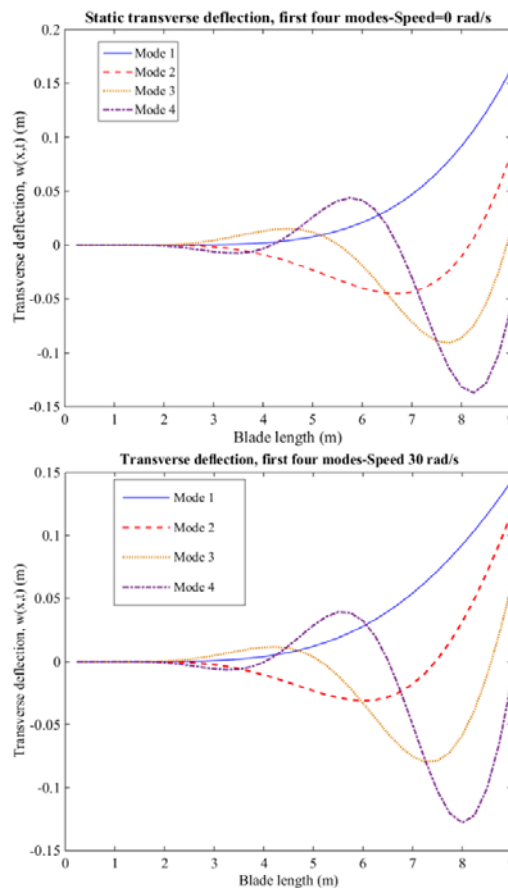 Static transverse deflection, first four modes-Speed=0 rad/s
0.2
0.15
0.1
0.05
0
-0.05
-0.1
-0.15
Transverse deflection, w(x,t) (m)
Mode 1
Mode 2
Mode 3
Mode 4
0 1 2 3 4 5 6 7 8 9
Blade length (m)
Transverse deflection, first four modes-Speed 30 rad/s
0.15
0.1
0.05
0
-0.05
-0.1
-0.15
Transverse deflection, w(x,t) (m)
Mode 1
Mode 2
Mode 3
Mode 4
0 1 2 3 4 5 6 7 8 9
Blade length (m)